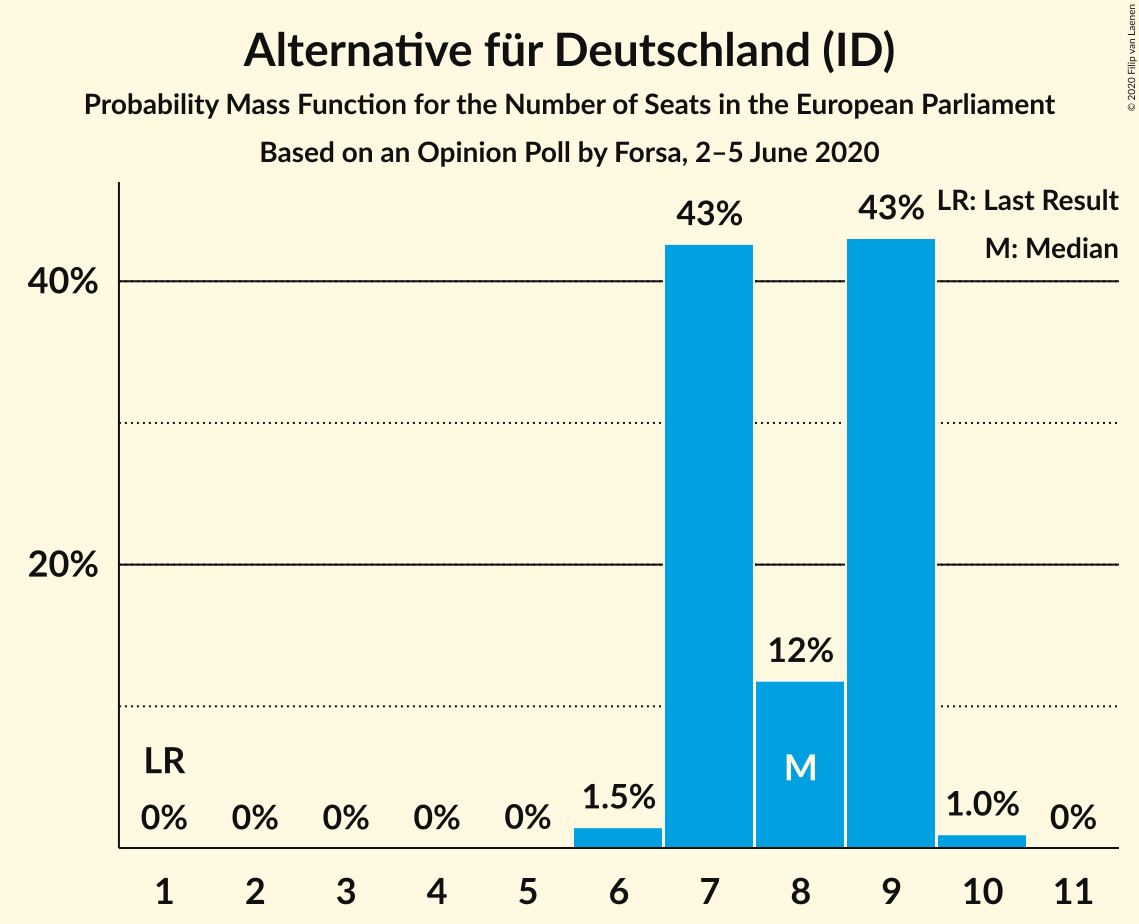 Alternative für Deutschland (ID)
Probability Mass Function for the Number of Seats in the European Parliament
Based on an Opinion Poll by Forsa, 2–5 June 2020
© 2020 Filip van Laenen
LR: Last Result
M: Median
40%
20%
LR
0%
0%
0%
0%
0%
1.5%
43%
12%
M
43%
1.0%
0%
1 2 3 4 5 6 7 8 9 10 11